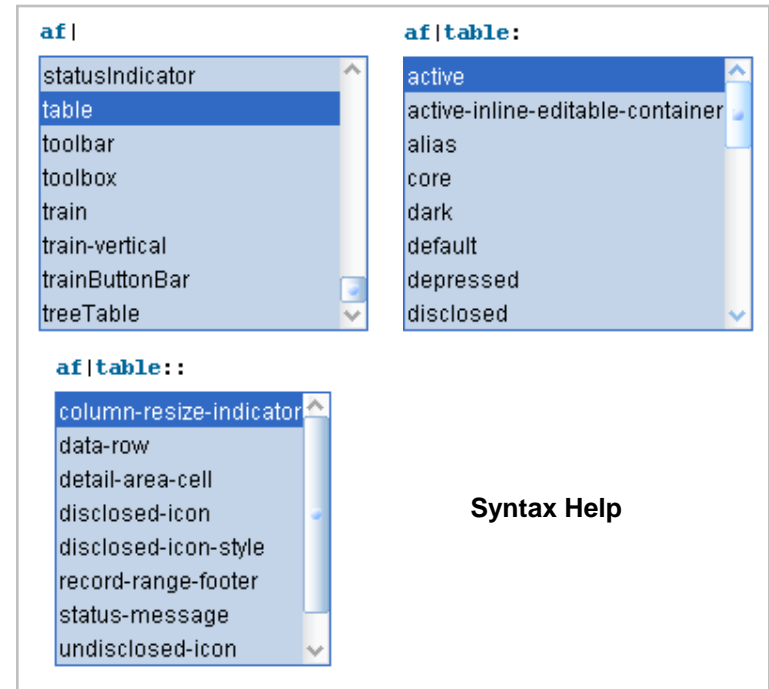 af|
statusIndicator
table
toolbar
toolbox
train
train-vertical
trainButtonBar
treeTable
af|table:
active
active-inline-editable-container
alias
core
dark
default
depressed
disclosed
af|table::
column-resize-indicator
data-row
detail-area-cell
disclosed-icon
disclosed-icon-style
record-range-footer
status-message
undisclosed-icon
Syntax Help